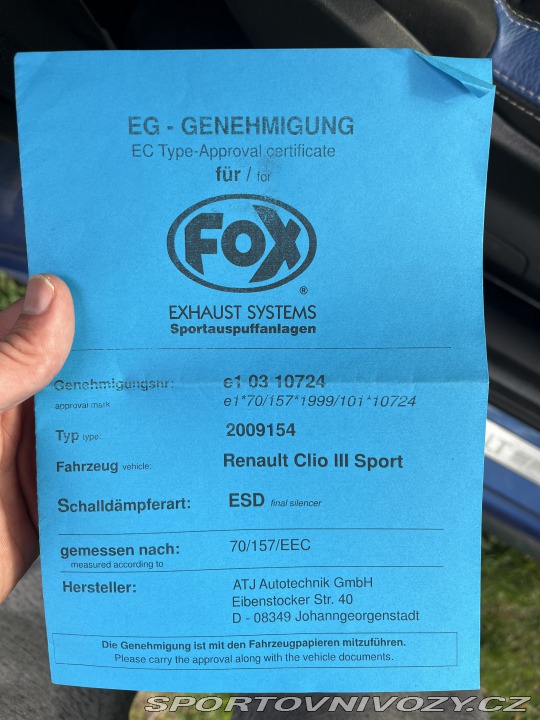 EG - GENEHMIGUNG
EC Type-Approval certificate
für / for
FOX
®
EXHAUST SYSTEMS
Sportauspuffanlagen
Genehmigungsnr: e1 03 10724
approval mark e1*70/157*1999/101*10724
Typ type: 2009154
Fahrzeug vehicle: Renault Clio III Sport
Schalldämpferart: ESD final silencer
gemessen nach: 70/157/EEC
measured according to
Hersteller: ATJ Autotechnik GmbH
Eibenstocker Str. 40
D - 08349 Johanngeorgenstadt
Die Genehmigung ist mit den Fahrzeugpapieren mitzuführen.
Please carry the approval along with the vehicle documents.
SPORTOVNIVOZY.CZ